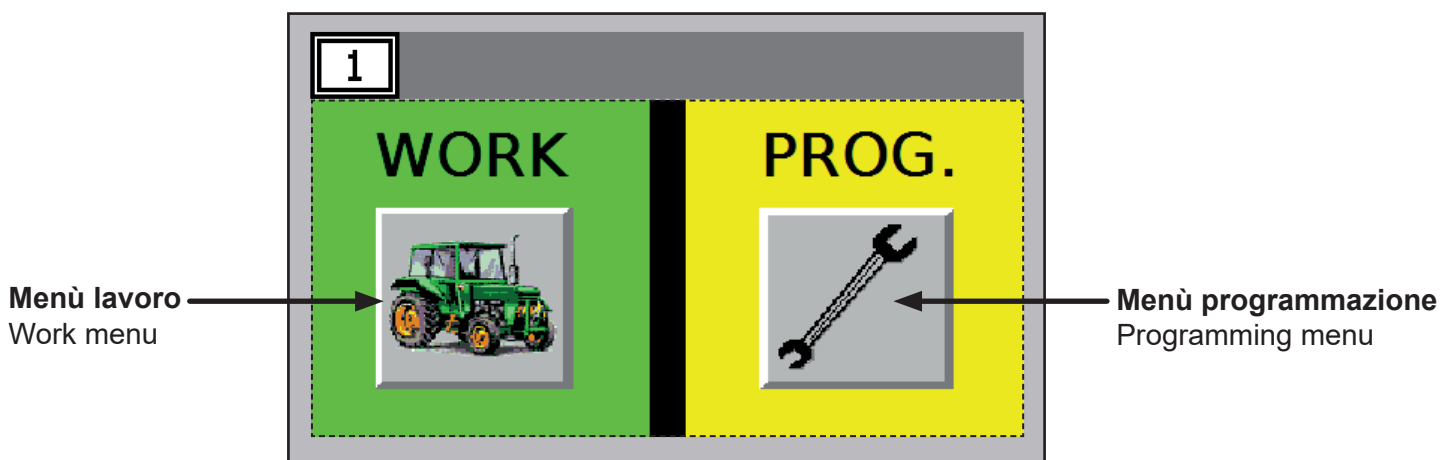 1
WORK
PROG.
Menù lavoro
Work menu
Menù programmazione
Programming menu